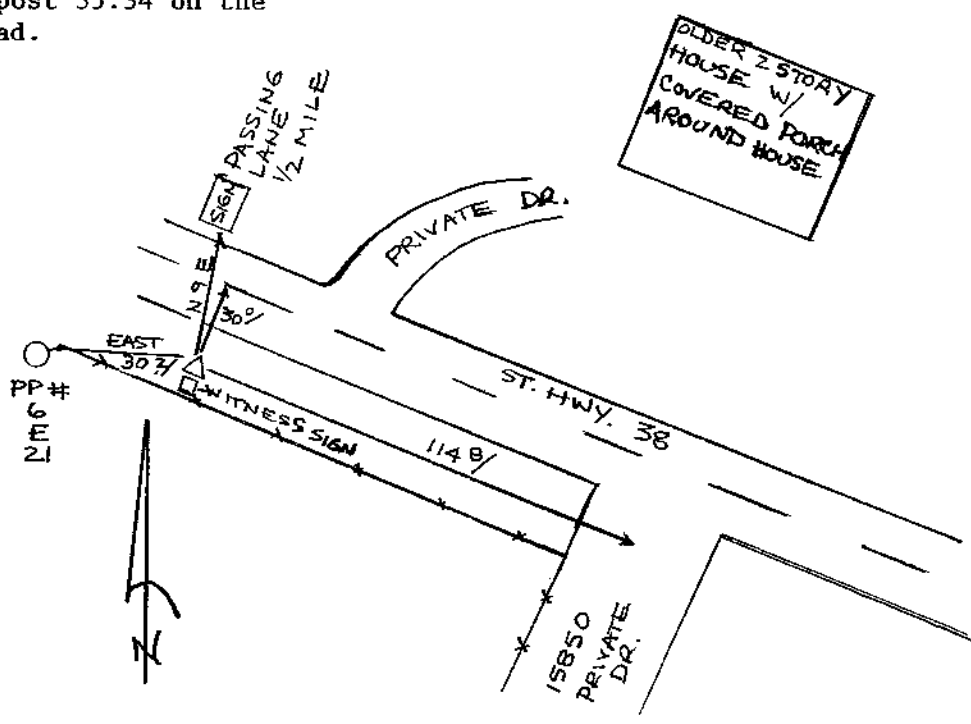 post 35.34 on the
ad.
OLDER 2 STORY
HOUSE W/
COVERED PORCH
AROUND HOUSE
PASSING
LANE
1/2 MILE
SIGN
PRIVATE DR.
30 0/
EAST
30 2/
PP #
6
E
21
WITNESS SIGN
114 8/
ST. HWY. 38
15850
PRIVATE
DR.
N